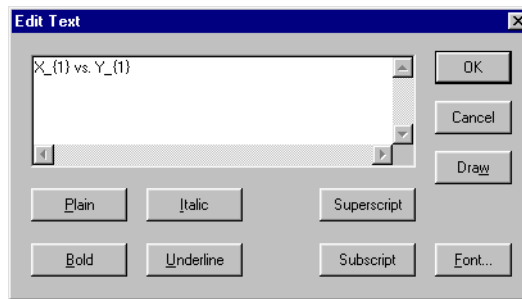 Edit Text
X_{1} vs. Y_{1}
OK
Cancel
Draw
Plain
Italic
Superscript
Bold
Underline
Subscript
Font...